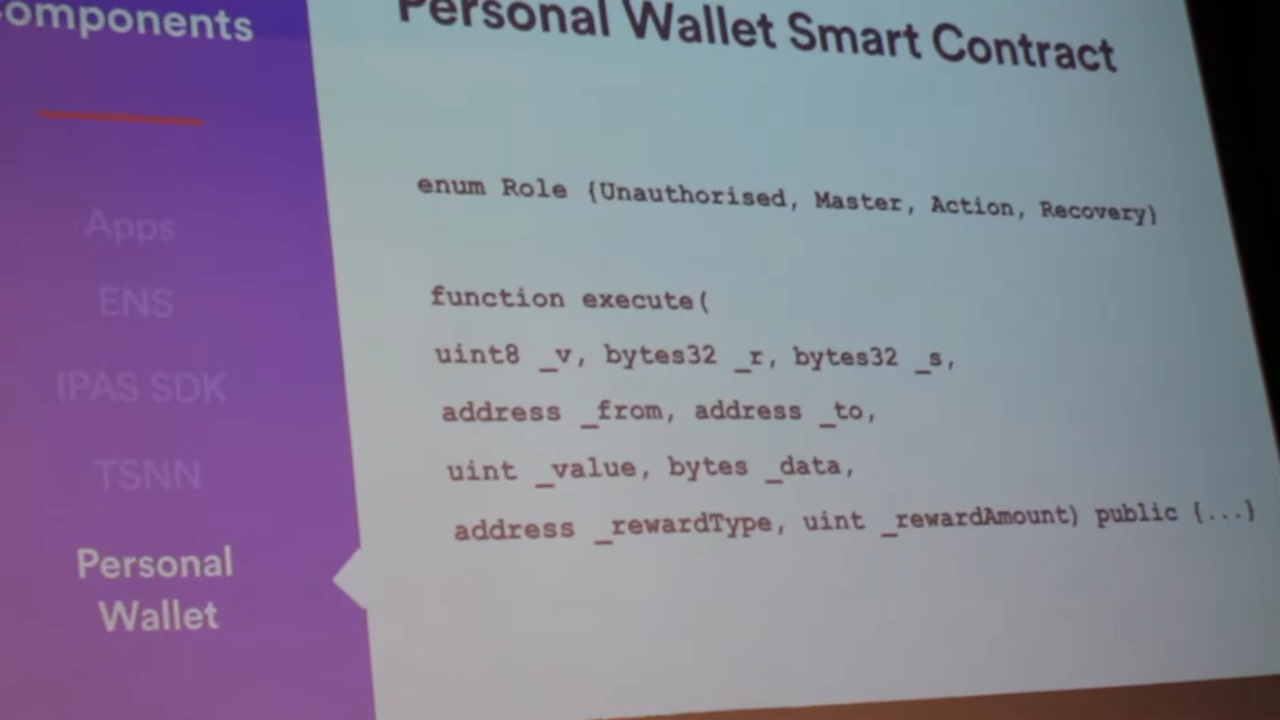 omponents
Apps
ENS
IPAS SDK
TSNN
Personal
Wallet
Personal Wallet Smart Contract
enum Role {Unauthorised, Master, Action, Recovery}
function execute(
uint8 _v, bytes32 _r, bytes32 _s,
address _from, address _to,
uint _value, bytes _data,
address _rewardType, uint _rewardAmount) public {...}